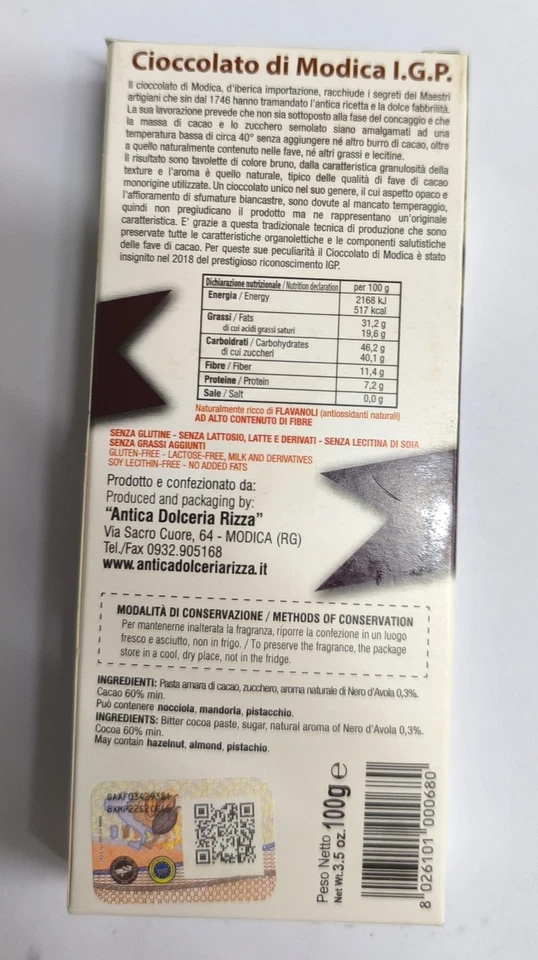 Cioccolato di Modica I.G.P.
Il cioccolato di Modica, d'iberica importazione, racchiude i segreti dei Maestri
artigiani che sin dal 1746 hanno tramandato l'antica ricetta e la dolce fabbrilità.
La sua lavorazione prevede che non sia sottoposto alla fase del concaggio e che
la massa di cacao e lo zucchero semolato siano amalgamati ad una
temperatura bassa di circa 40° senza aggiungere né altro burro di cacao, oltre
a quello naturalmente contenuto nelle fave, né altri grassi e lecitine.
Il risultato sono tavolette di colore bruno, dalla caratteristica granulosità della
texture e l'aroma è quello naturale, tipico delle qualità di fave di cacao
monorigine utilizzate. Un cioccolato unico nel suo genere, il cui aspetto opaco e
l'affioramento di sfumature biancastre, sono dovute al mancato temperaggio,
quindi non pregiudicano il prodotto ma ne rappresentano un'originale
caratteristica. E' grazie a questa tradizionale tecnica di produzione che sono
preservate tutte le caratteristiche organolettiche e le componenti salutistiche
delle fave di cacao. Per queste sue peculiarità il Cioccolato di Modica è stato
insignito nel 2018 del prestigioso riconoscimento IGP.
Dichiarazione nutrizionale / Nutrition declaration per 100 g
Energia / Energy 2168 kJ
517 kcal
Grassi / Fats 31,2 g
di cui acidi grassi saturi 19,6 g
Carboidrati / Carbohydrates 46,2 g
di cui zuccheri 40,1 g
Fibre / Fiber 11,4 g
Proteine / Protein 7,2 g
Sale / Salt 0,0 g
Naturalmente ricco di FLAVANOLI (antiossidanti naturali)
AD ALTO CONTENUTO DI FIBRE
SENZA GLUTINE - SENZA LATTOSIO, LATTE E DERIVATI - SENZA LECITINA DI SOIA
SENZA GRASSI AGGIUNTI
GLUTEN-FREE - LACTOSE-FREE, MILK AND DERIVATIVES
SOY LECITHIN-FREE - NO ADDED FATS
Prodotto e confezionato da:
Produced and packaging by:
"Antica Dolceria Rizza"
Via Sacro Cuore, 64 - MODICA (RG)
Tel./Fax 0932.905168
www.anticadolceriarizza.it
MODALITÀ DI CONSERVAZIONE / METHODS OF CONSERVATION
Per mantenerne inalterata la fragranza, riporre la confezione in un luogo
fresco e asciutto, non in frigo. / To preserve the fragrance, the package
store in a cool, dry place, not in the fridge.
INGREDIENTI: Pasta amara di cacao, zucchero, aroma naturale di Nero d'Avola 0,3%.
Cacao 60% min.
Può contenere nocciola, mandorla, pistacchio.
INGREDIENTS: Bitter cocoa paste, sugar, natural aroma of Nero d'Avola 0,3%.
Cocoa 60% min.
May contain hazelnut, almond, pistachio.
Peso Netto 100g e
Net Wt. 3.5 oz.
8 026101 000680